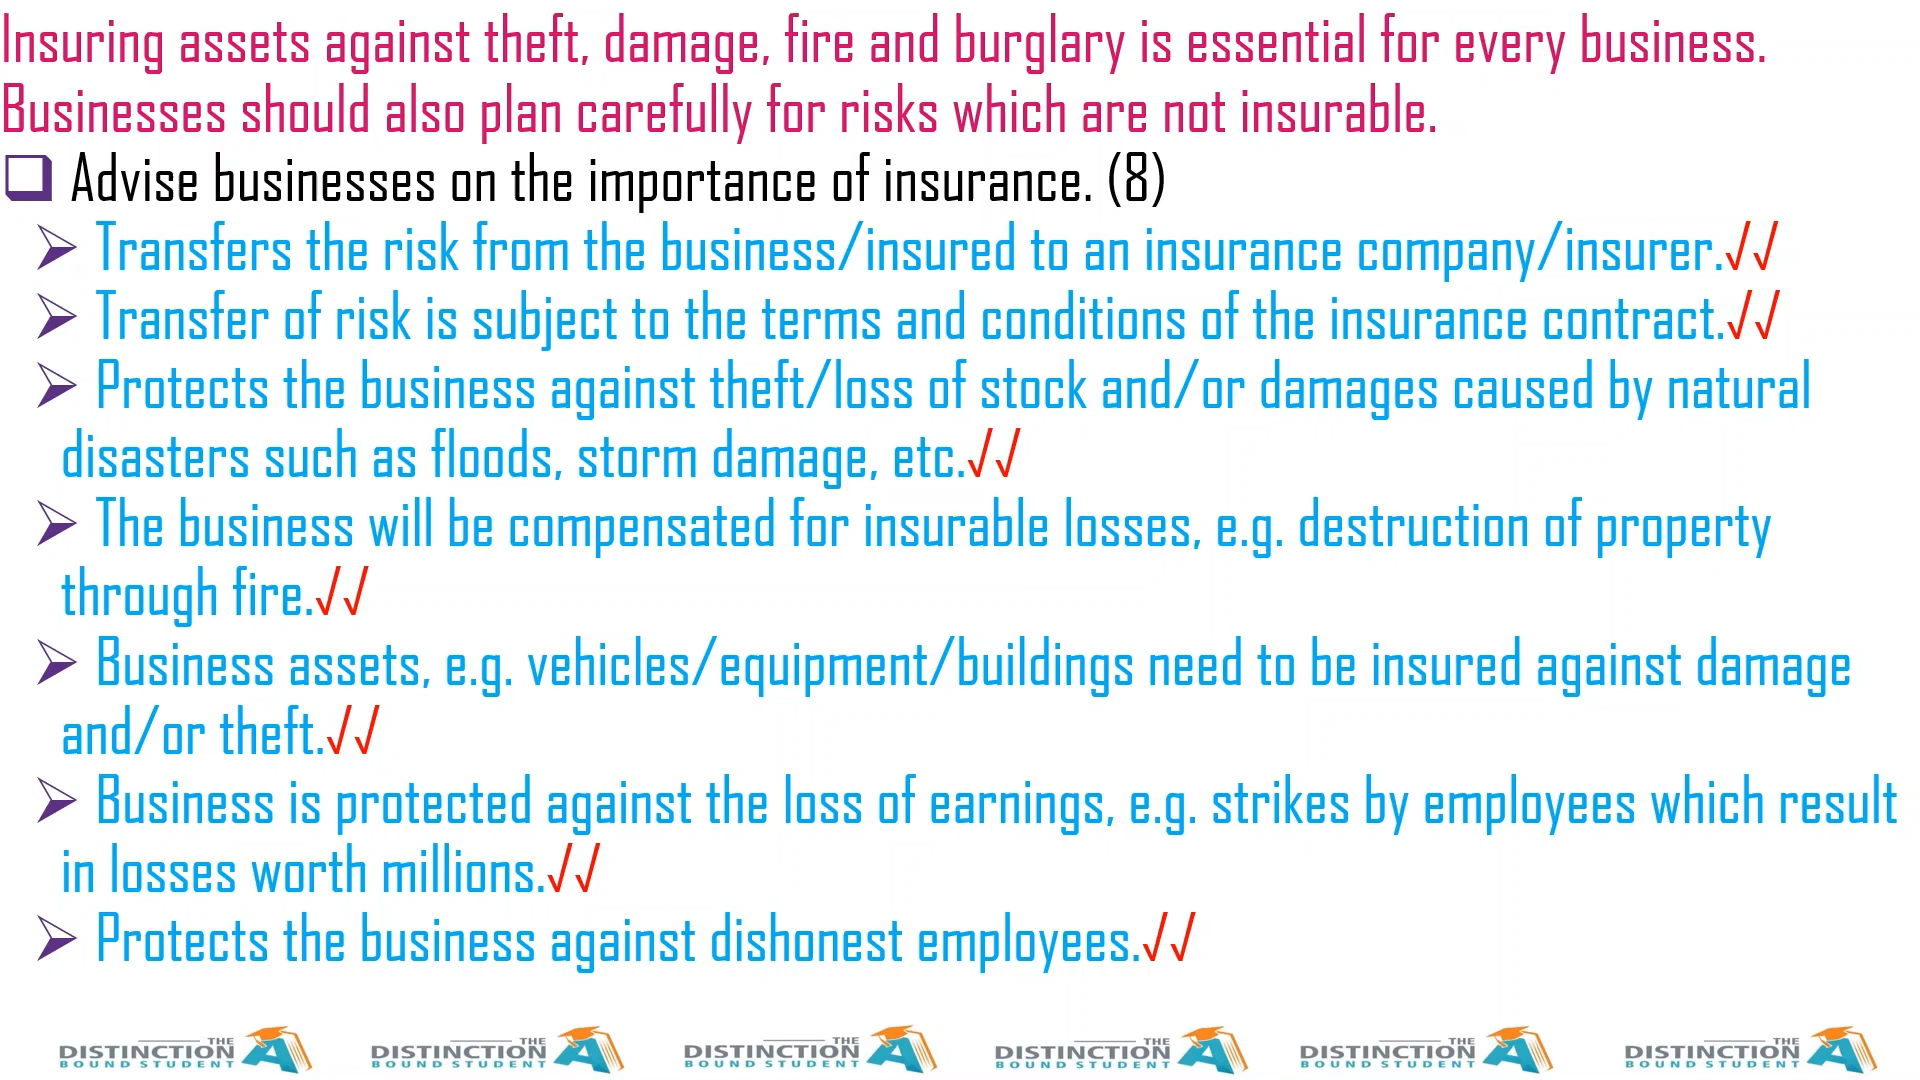 Insuring assets against theft, damage, fire and burglary is essential for every business.
Businesses should also plan carefully for risks which are not insurable.
❑ Advise businesses on the importance of insurance. (8)
➢ Transfers the risk from the business/insured to an insurance company/insurer.√√
➢ Transfer of risk is subject to the terms and conditions of the insurance contract.√√
➢ Protects the business against theft/loss of stock and/or damages caused by natural
disasters such as floods, storm damage, etc.√√
➢ The business will be compensated for insurable losses, e.g. destruction of property
through fire.√√
➢ Business assets, e.g. vehicles/equipment/buildings need to be insured against damage
and/or theft.√√
➢ Business is protected against the loss of earnings, e.g. strikes by employees which result
in losses worth millions.√√
➢ Protects the business against dishonest employees.√√
THE DISTINCTION BOUND STUDENT A
THE DISTINCTION BOUND STUDENT A
THE DISTINCTION BOUND STUDENT A
THE DISTINCTION BOUND STUDENT A
THE DISTINCTION BOUND STUDENT A
THE DISTINCTION BOUND STUDENT A